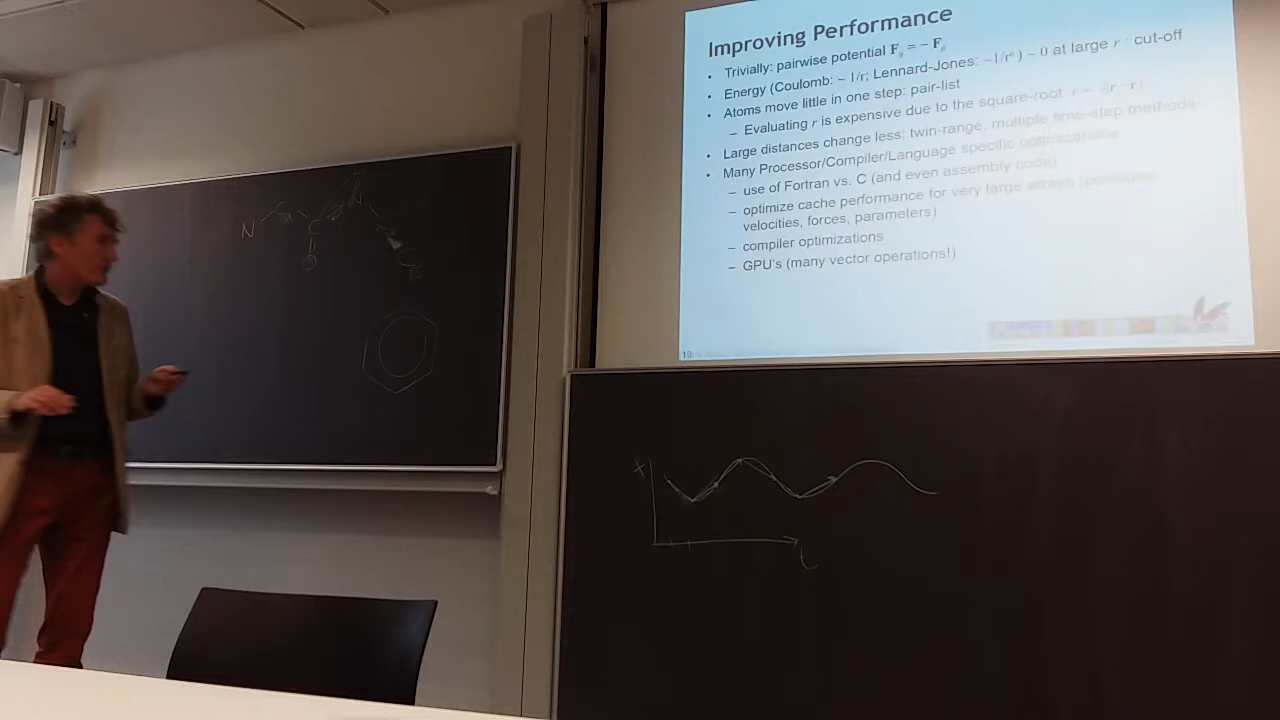 Improving Performance
• Trivially: pairwise potential F_ij = − F_ji
• Energy (Coulomb: ~ 1/r; Lennard-Jones: ~1/r⁶) ~ 0 at large r : cut-off
• Atoms move little in one step: pair-list
– Evaluating r is expensive due to the square-root
• Large distances change less: twin-range, multiple time-step methods
• Many Processor/Compiler/Language specific optimizations
– use of Fortran vs. C (and even assembly code)
– optimize cache performance for very large arrays (positions,
velocities, forces, parameters)
– compiler optimizations
– GPU's (many vector operations!)
19
N
C
N
O
C
x
t